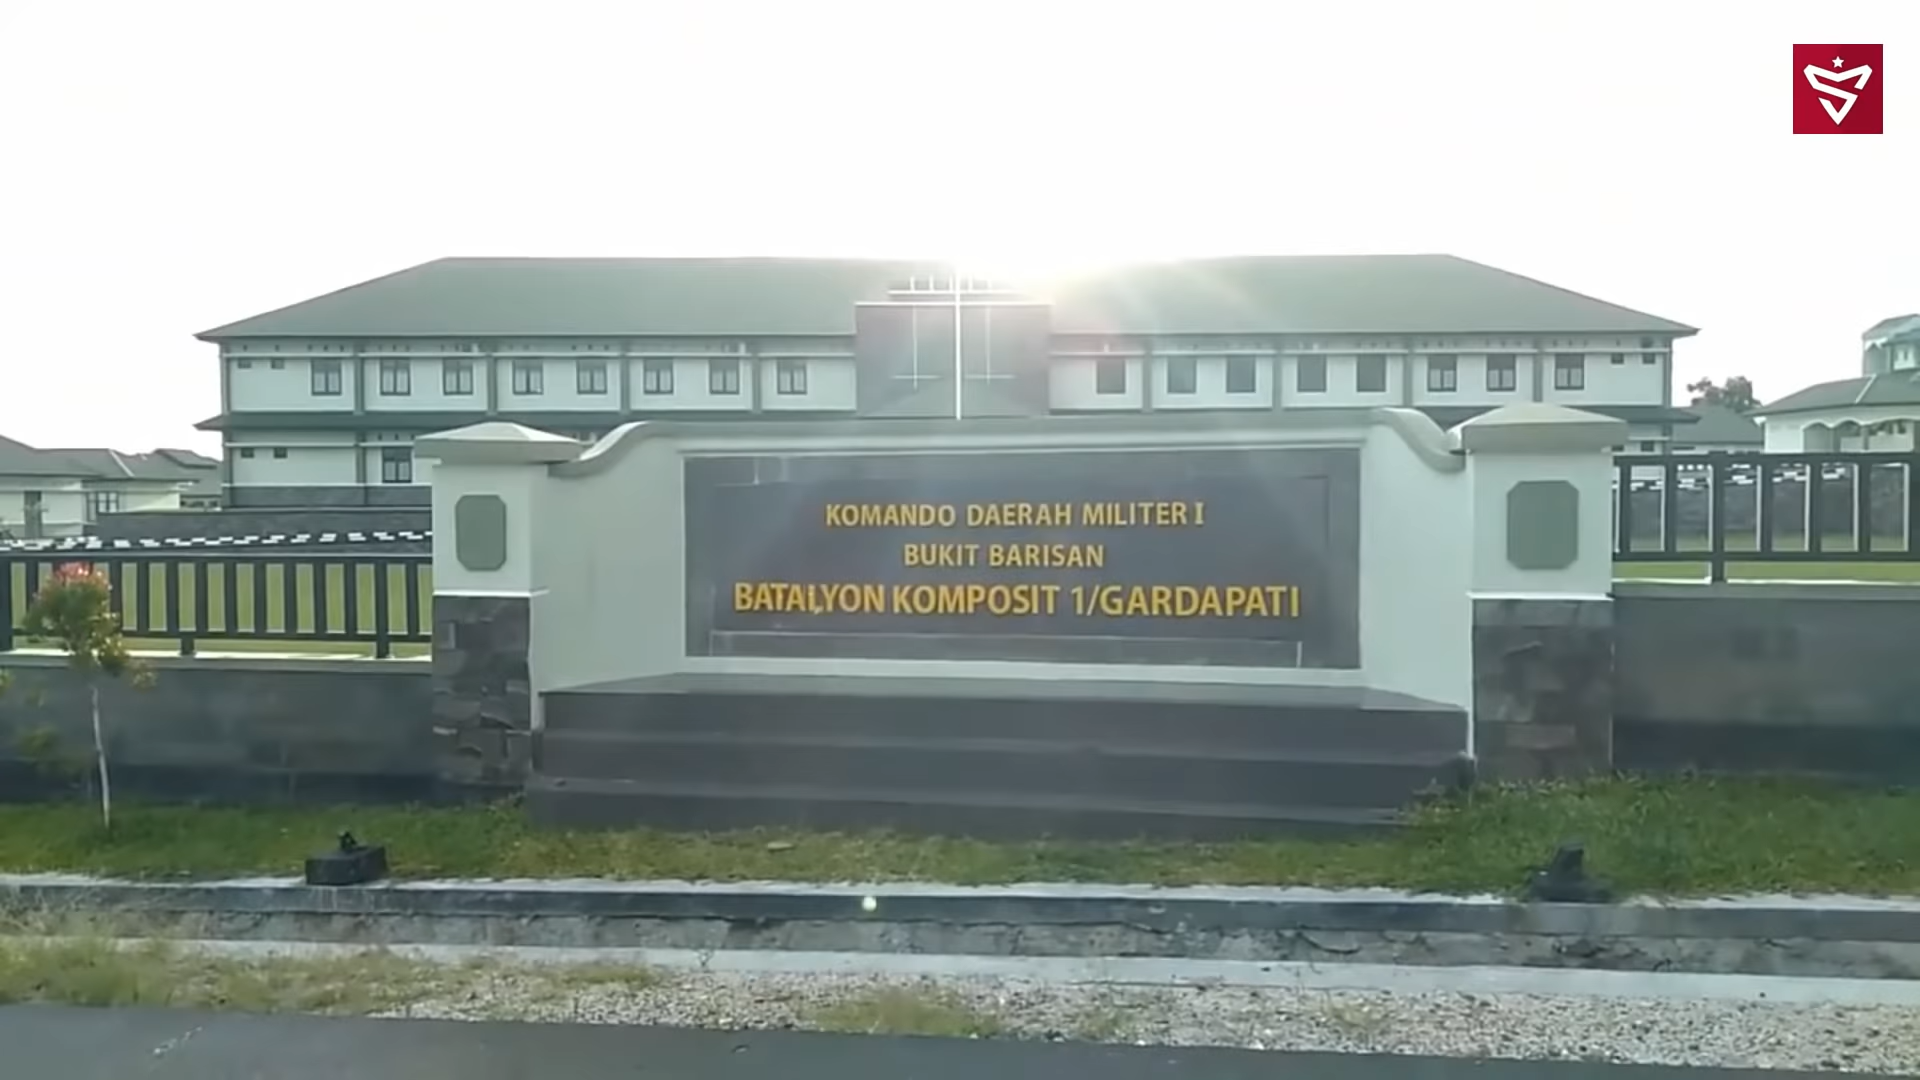 KOMANDO DAERAH MILITER I
BUKIT BARISAN
BATALYON KOMPOSIT 1/GARDAPATI